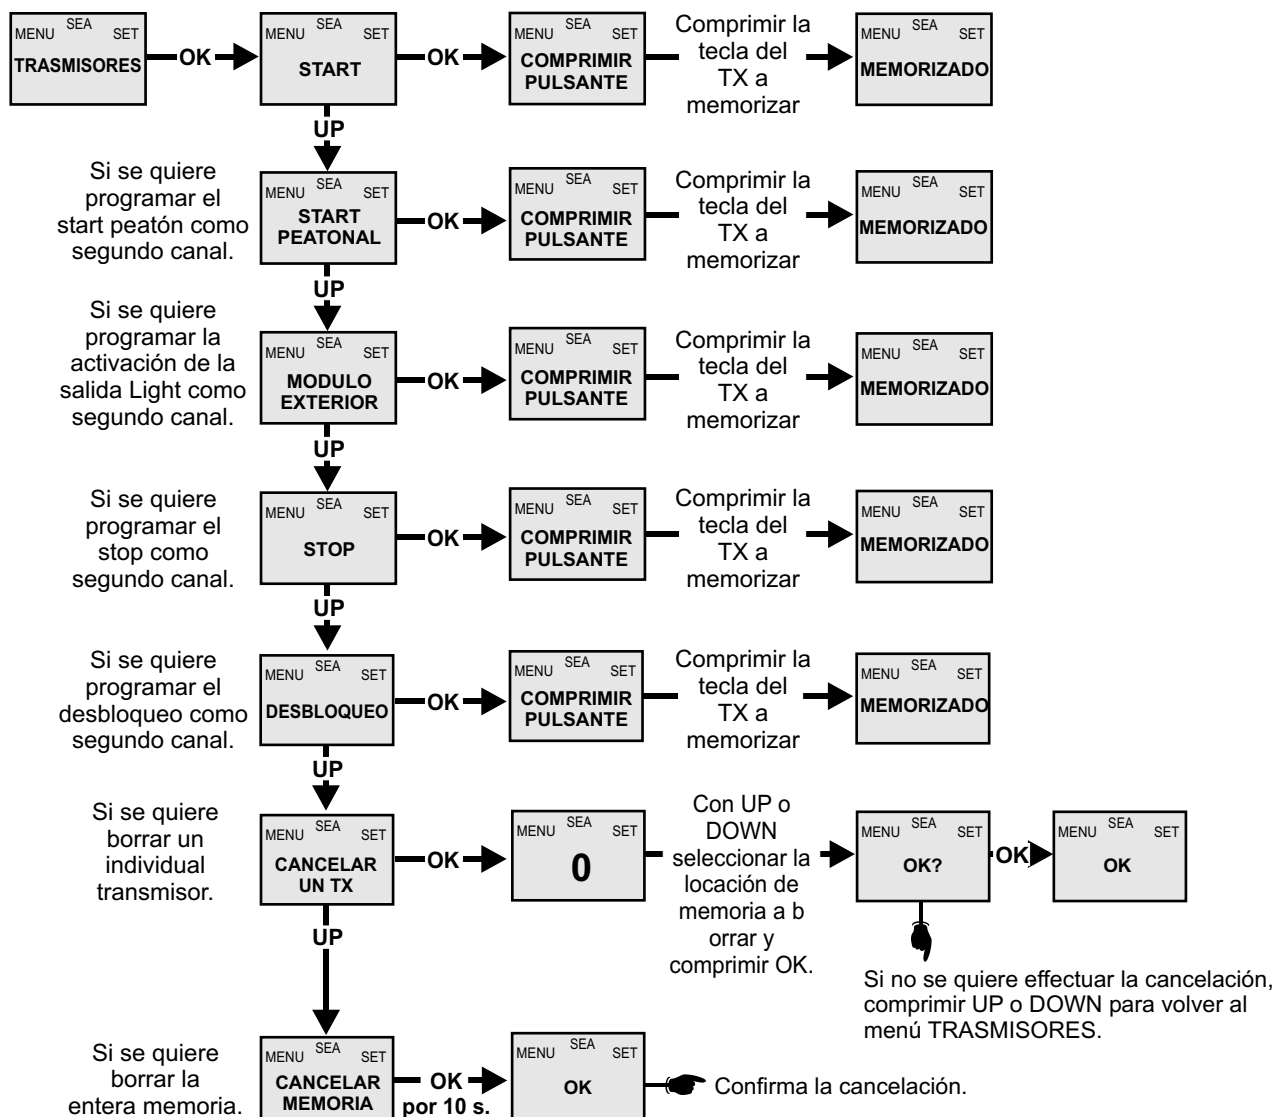 MENU SEA SET
TRASMISORES
OK
MENU SEA SET
START
OK
MENU SEA SET
COMPRIMIR
PULSANTE
Comprimir la
tecla del
TX a
memorizar
MENU SEA SET
MEMORIZADO
UP
Si se quiere
programar el
start peatón como
segundo canal.
MENU SEA SET
START
PEATONAL
OK
MENU SEA SET
COMPRIMIR
PULSANTE
Comprimir la
tecla del
TX a
memorizar
MENU SEA SET
MEMORIZADO
UP
Si se quiere
programar la
activación de la
salida Light como
segundo canal.
MENU SEA SET
MODULO
EXTERIOR
OK
MENU SEA SET
COMPRIMIR
PULSANTE
Comprimir la
tecla del
TX a
memorizar
MENU SEA SET
MEMORIZADO
UP
Si se quiere
programar el
stop como
segundo canal.
MENU SEA SET
STOP
OK
MENU SEA SET
COMPRIMIR
PULSANTE
Comprimir la
tecla del
TX a
memorizar
MENU SEA SET
MEMORIZADO
UP
Si se quiere
programar el
desbloqueo como
segundo canal.
MENU SEA SET
DESBLOQUEO
OK
MENU SEA SET
COMPRIMIR
PULSANTE
Comprimir la
tecla del
TX a
memorizar
MENU SEA SET
MEMORIZADO
UP
Si se quiere
borrar un
individual
transmisor.
MENU SEA SET
CANCELAR
UN TX
OK
MENU SEA SET
0
Con UP o
DOWN
seleccionar la
locación de
memoria a b
orrar y
comprimir OK.
MENU SEA SET
OK?
OK
MENU SEA SET
OK
Si no se quiere effectuar la cancelación,
comprimir UP o DOWN para volver al
menú TRASMISORES.
UP
Si se quiere
borrar la
entera memoria.
MENU SEA SET
CANCELAR
MEMORIA
OK
por 10 s.
MENU SEA SET
OK
Confirma la cancelación.